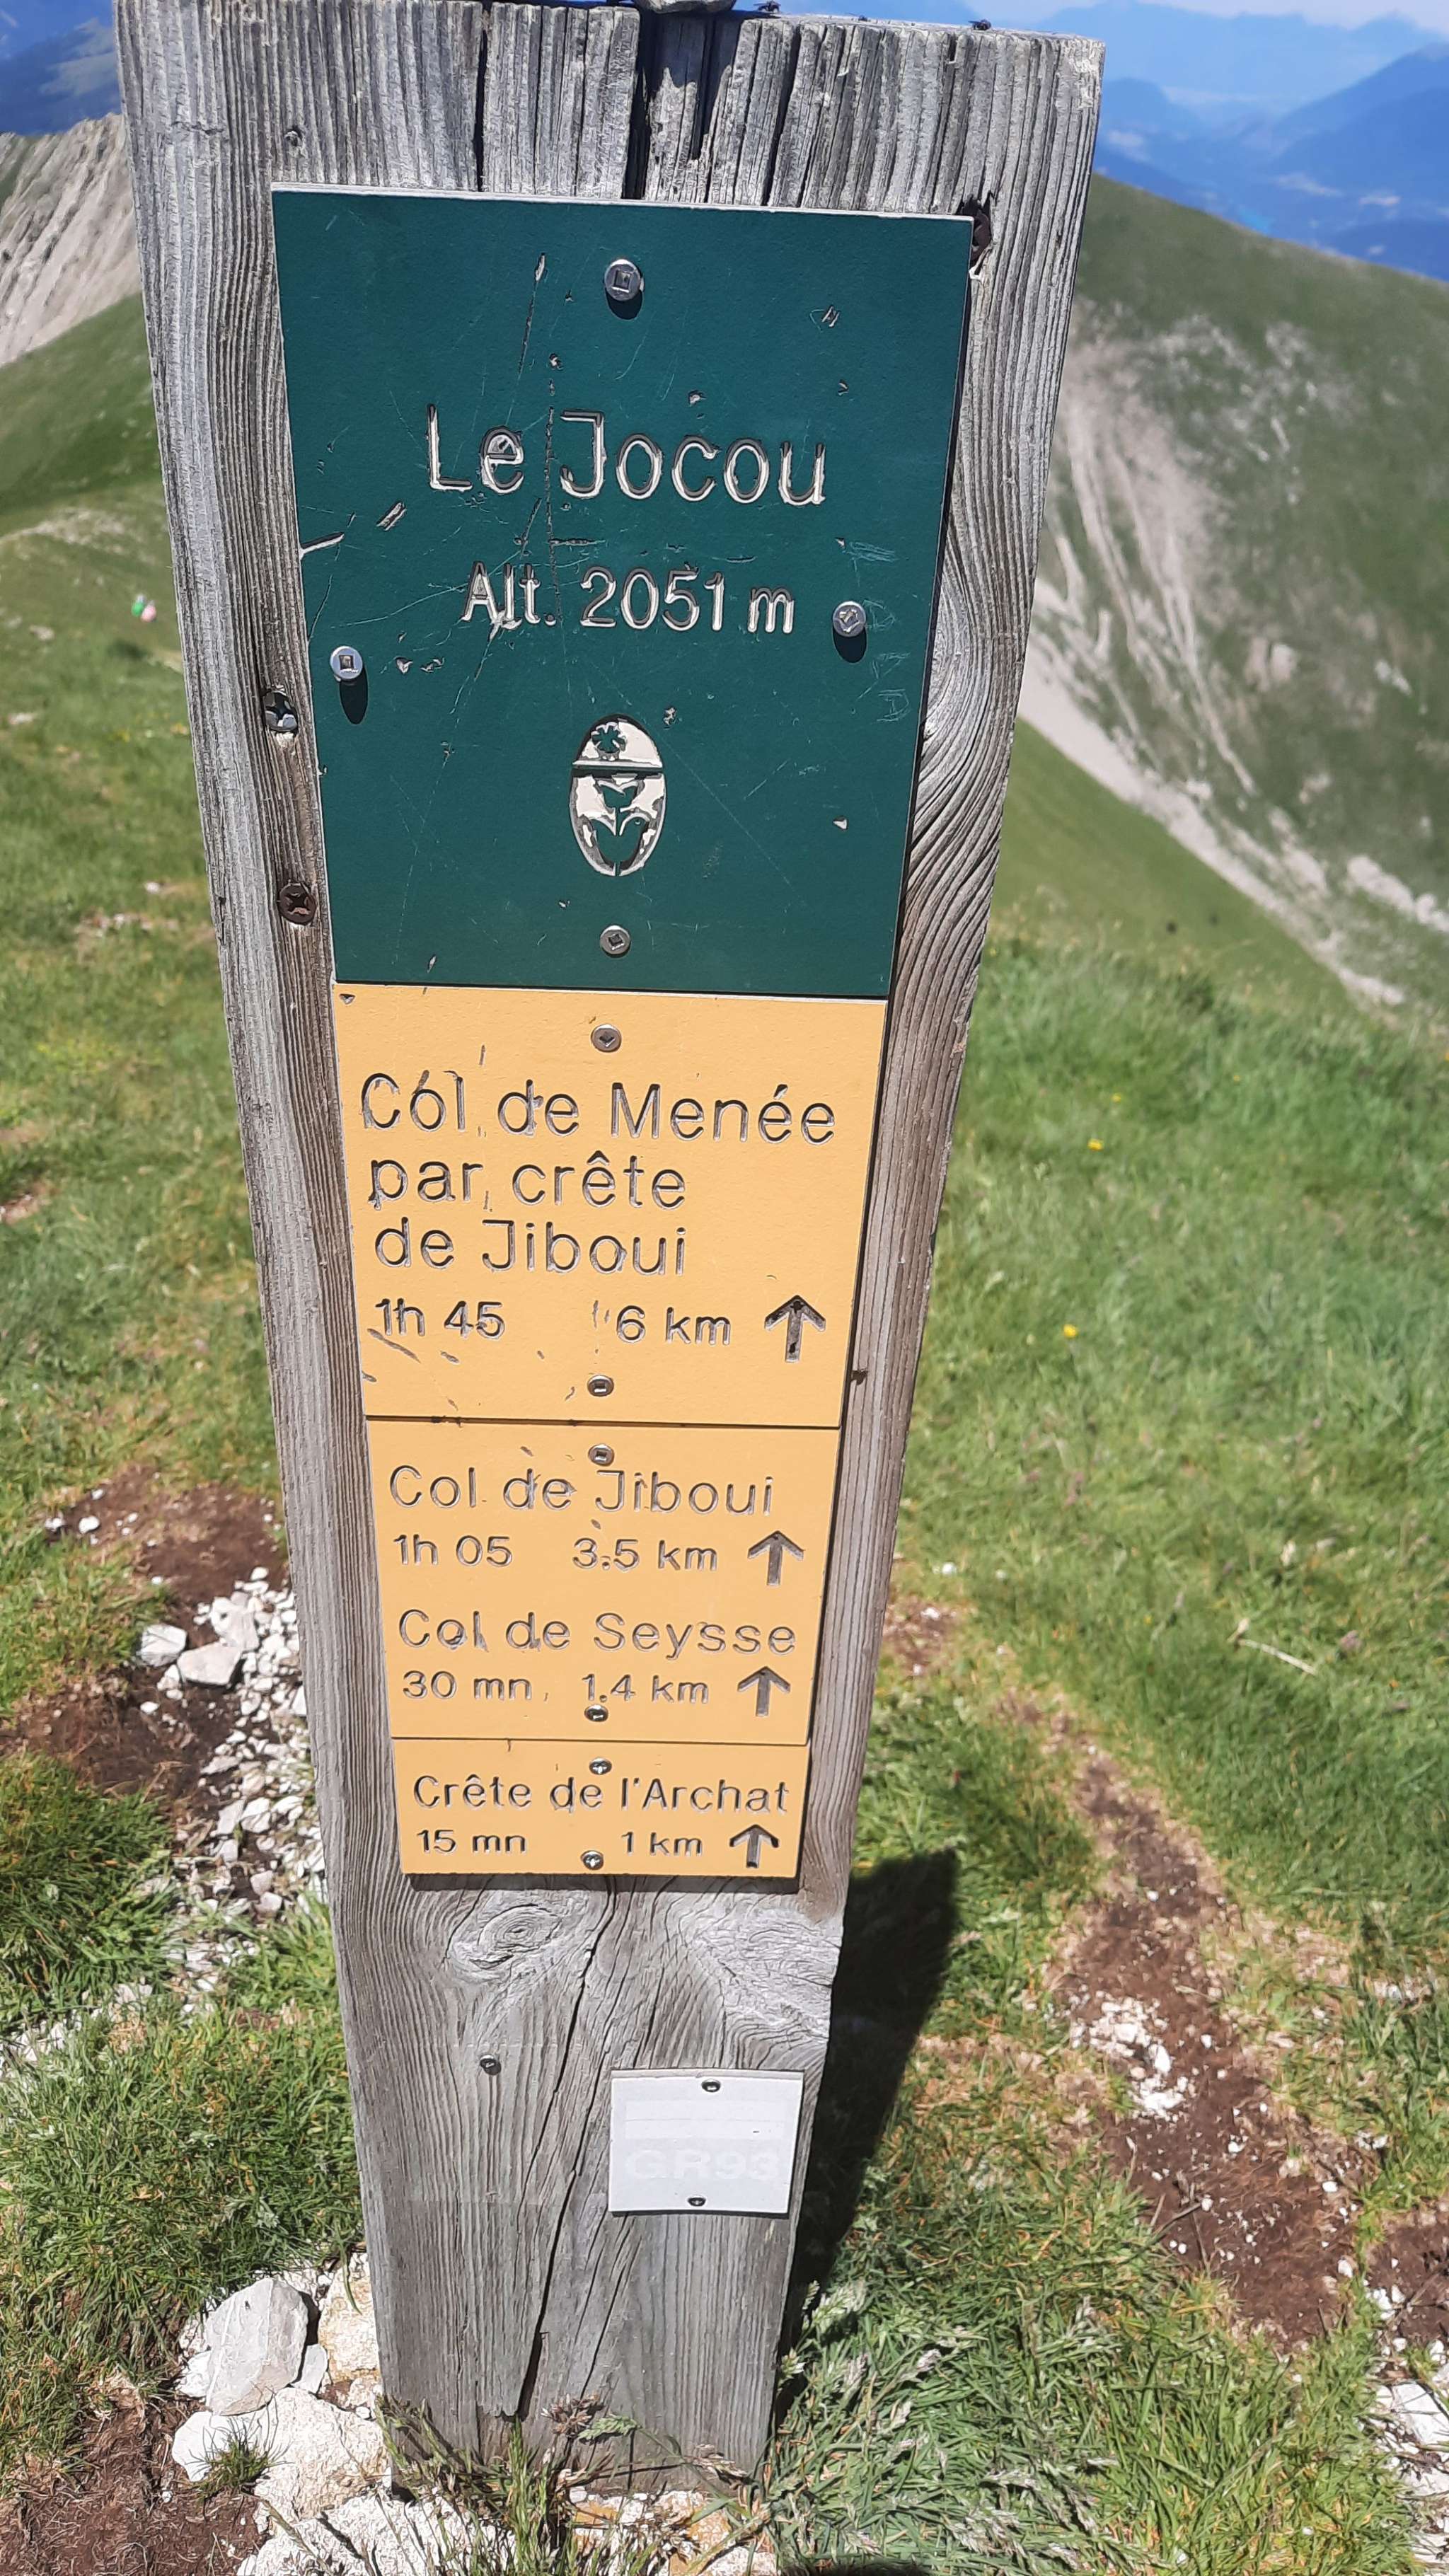 Le Jocou
Alt. 2051 m
Col de Menée
par crête
de Jiboui
1h 45 6 km ↑
Col de Jiboui
1h 05 3.5 km ↑
Col de Seysse
30 mn 1.4 km ↑
Crête de l'Archat
15 mn 1 km ↑
GR93